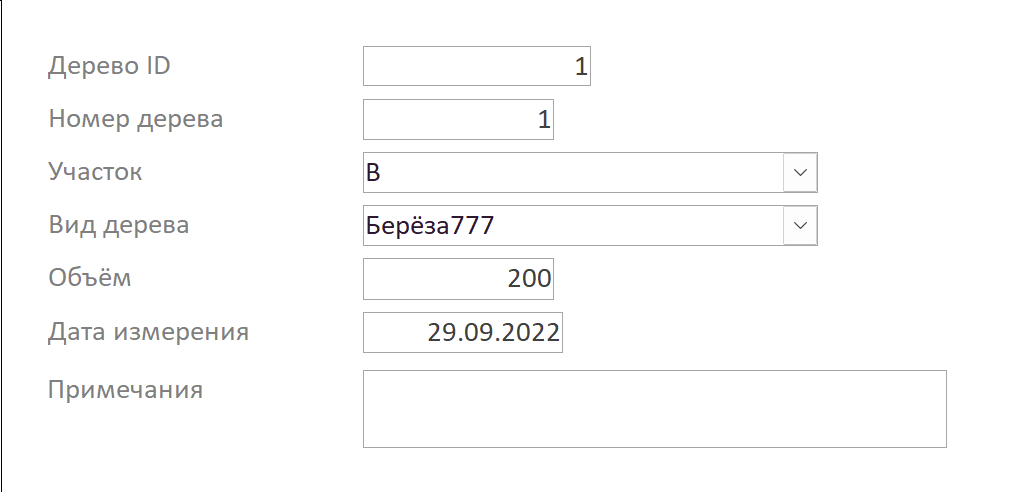 Дерево ID 1
Номер дерева 1
Участок В
Вид дерева Берёза777
Объём 200
Дата измерения 29.09.2022
Примечания